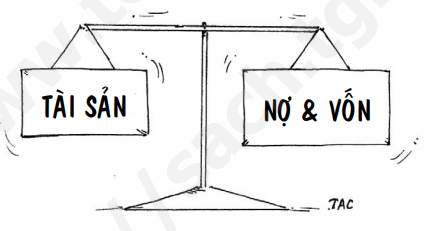 TÀI SẢN
NỢ & VỐN
TAC